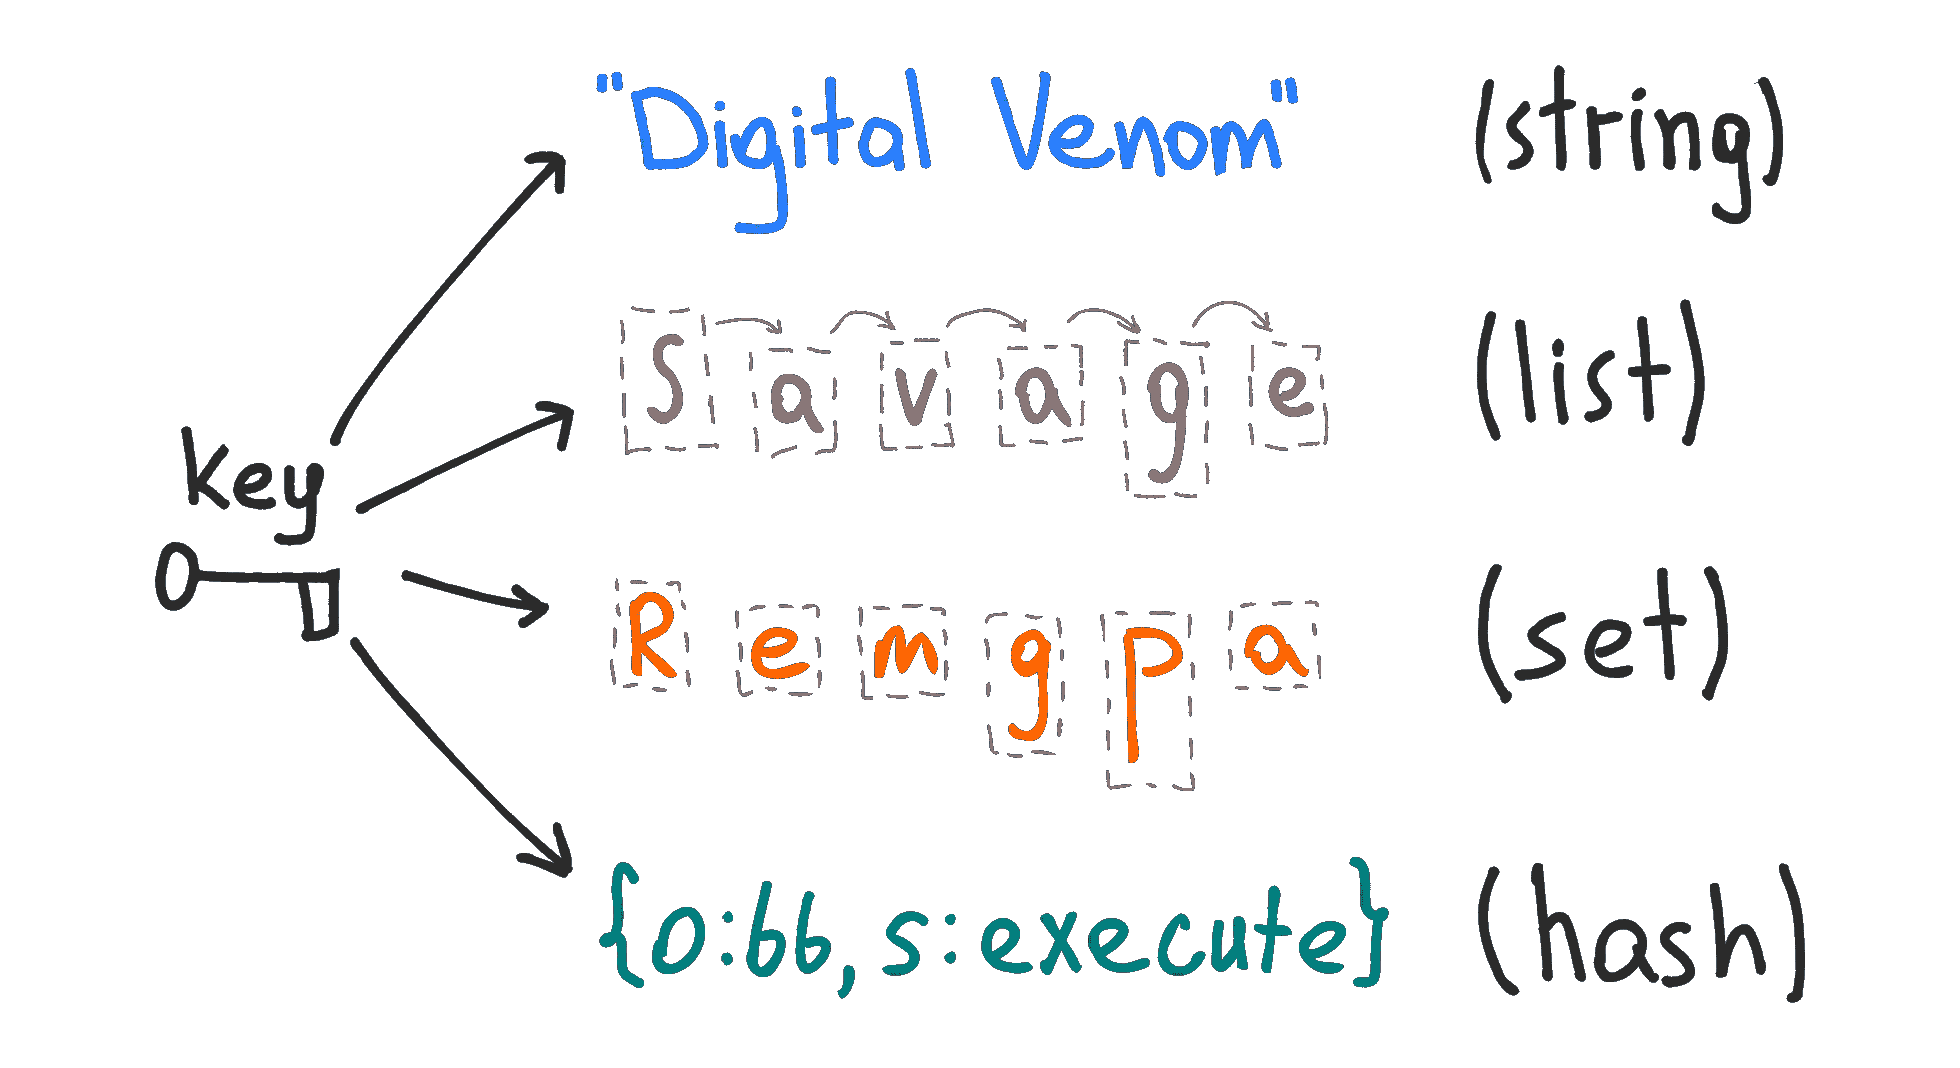 "Digital Venom" (string)
S a v a g e (list)
key
R e m g p a (set)
{o:66, s:execute} (hash)